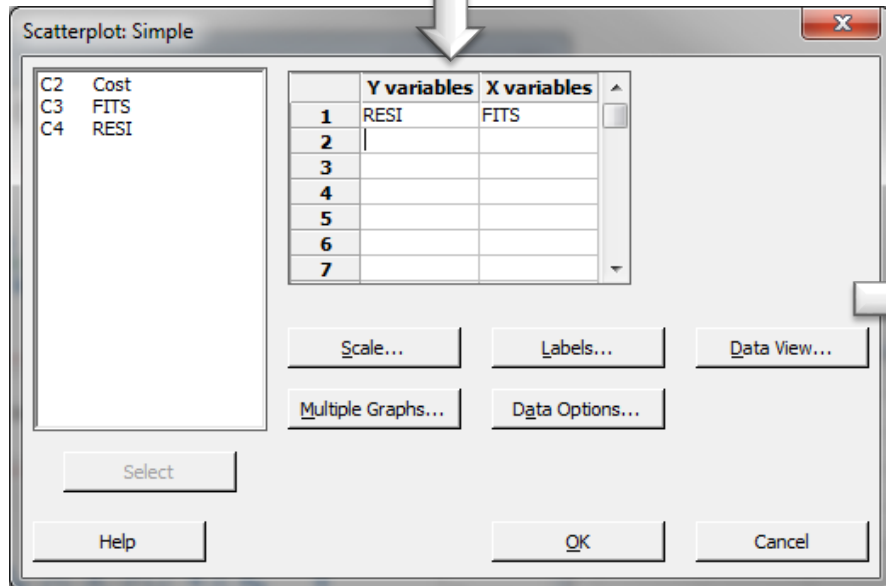 Scatterplot: Simple
C2 Cost
C3 FITS
C4 RESI
Y variables X variables
1 RESI FITS
2
3
4
5
6
7
Scale... Labels... Data View...
Multiple Graphs... Data Options...
Select
Help OK Cancel